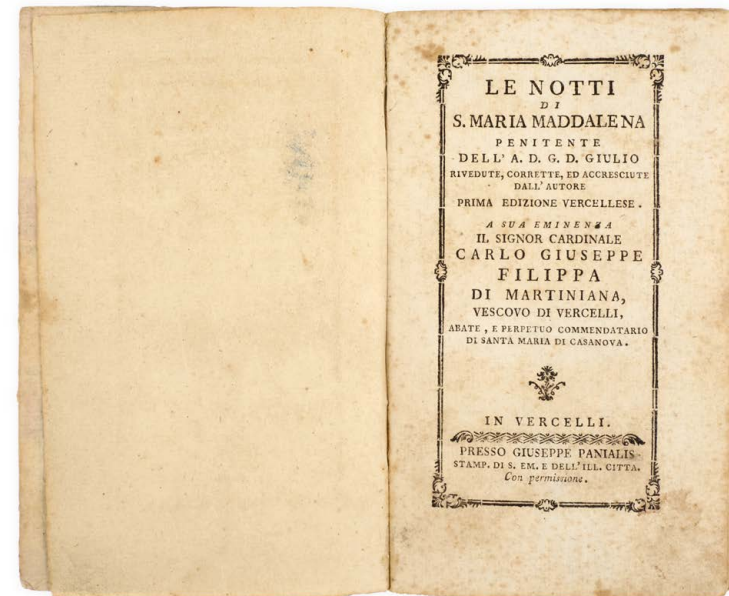 LE NOTTI
DI
S. MARIA MADDALENA
PENITENTE
DELL' A. D. G. D. GIULIO
RIVEDUTE, CORRETTE, ED ACCRESCIUTE
DALL' AUTORE
PRIMA EDIZIONE VERCELLESE.
A SUA EMINENZA
IL SIGNOR CARDINALE
CARLO GIUSEPPE
FILIPPA
DI MARTINIANA,
VESCOVO DI VERCELLI,
ABATE, E PERPETUO COMMENDATARIO
DI SANTA MARIA DI CASANOVA.
IN VERCELLI.
PRESSO GIUSEPPE PANIALIS
STAMP. DI S. EM. E DELL' ILL. CITTA.
Con permissione.